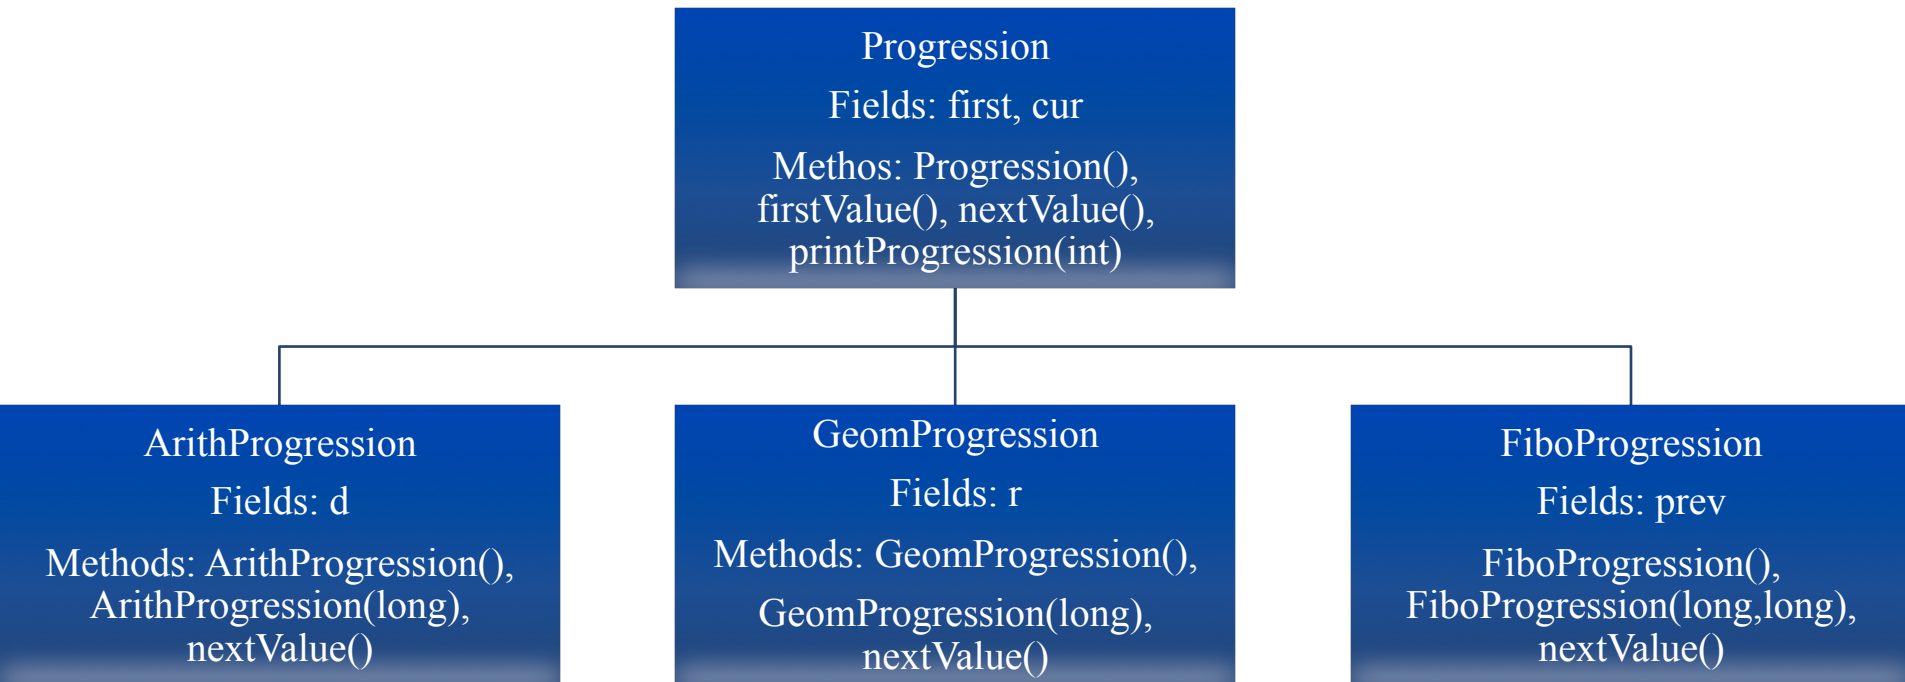 Progression
Fields: first, cur
Methos: Progression(),
firstValue(), nextValue(),
printProgression(int)
ArithProgression
Fields: d
Methods: ArithProgression(),
ArithProgression(long),
nextValue()
GeomProgression
Fields: r
Methods: GeomProgression(),
GeomProgression(long),
nextValue()
FiboProgression
Fields: prev
FiboProgression(),
FiboProgression(long,long),
nextValue()